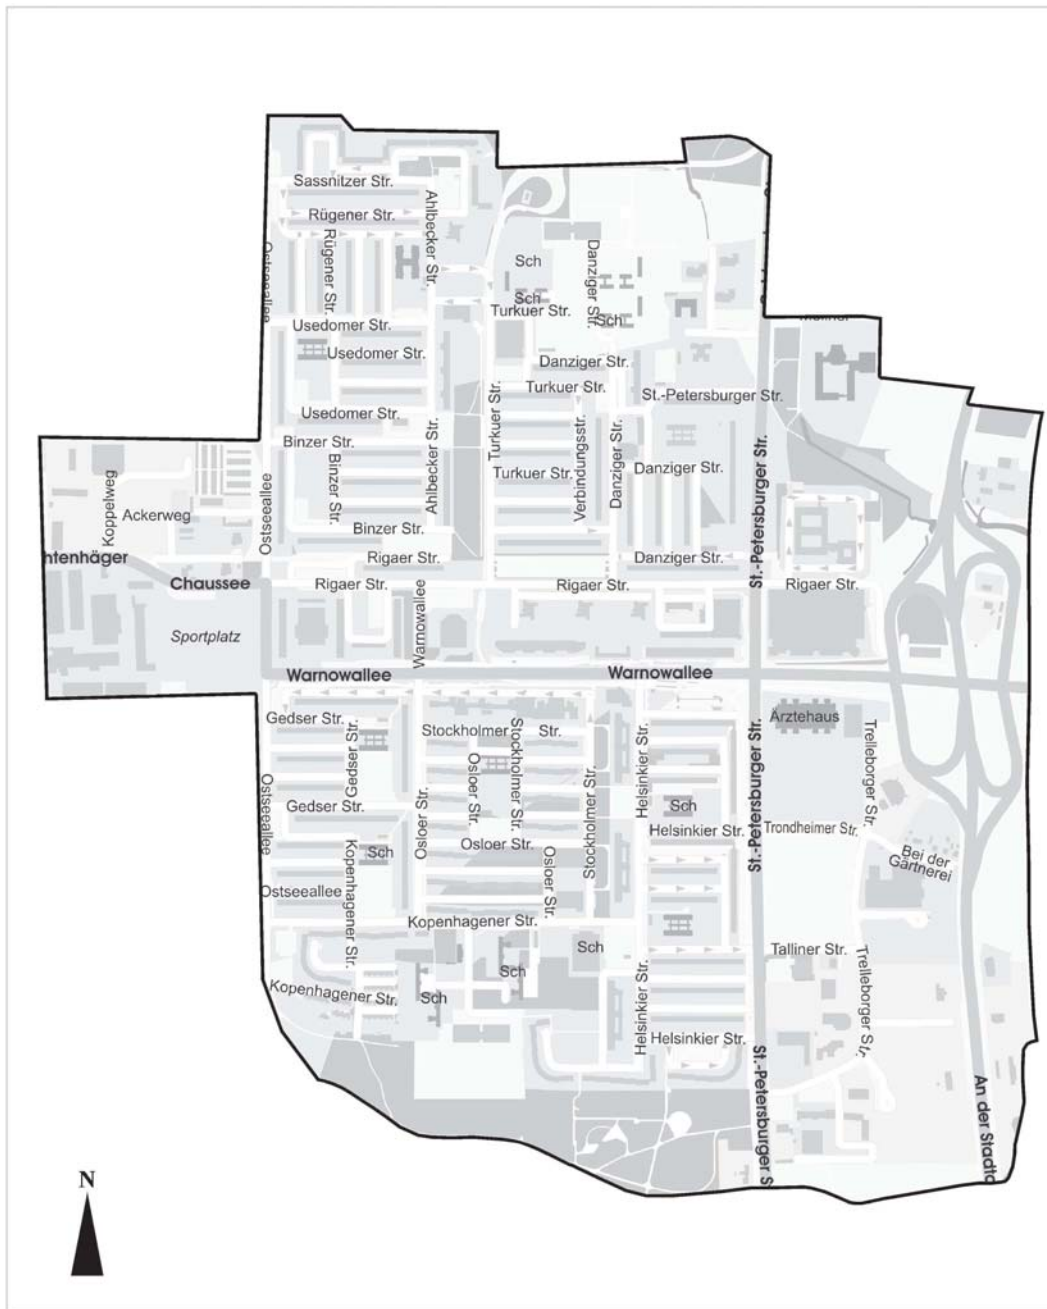 Sassnitzer Str.
Rügener Str.
Ahlbecker Str.
Rügener Str.
Ostseeallee
Sch
Danziger Str.
Sch
Turkuer Str.
Sch
Usedomer Str.
Usedomer Str.
Danziger Str.
Turkuer Str.
St.-Petersburger Str.
Turkuer Str.
Usedomer Str.
Verbindungsstr.
Danziger Str.
St.-Petersburger Str.
Binzer Str.
Ahlbecker Str.
Binzer Str.
Turkuer Str.
Danziger Str.
Koppelweg
Ackerweg
Ostseeallee
Binzer Str.
htenhäger
Chaussee
Rigaer Str.
Danziger Str.
Rigaer Str.
Rigaer Str.
Rigaer Str.
Warnowallee
Sportplatz
Warnowallee
Warnowallee
Gedser Str.
Gedser Str.
Stockholmer
Str.
Stockholmer Str.
Helsinkier Str.
St.-Petersburger Str.
Ärztehaus
Trelleborger Str.
Osloer Str.
Ostseeallee
Gedser Str.
Osloer Str.
Stockholmer Str.
Sch
Helsinkier Str.
Trondheimer Str.
Osloer Str.
Sch
Kopenhagener Str.
Osloer Str.
Bei der
Gärtnerei
Ostseeallee
Kopenhagener Str.
Sch
Sch
Sch
Talliner Str.
Trelleborger Str.
Kopenhagener Str.
Helsinkier Str.
Helsinkier Str.
St.-Petersburger S
An der Stadtc
N